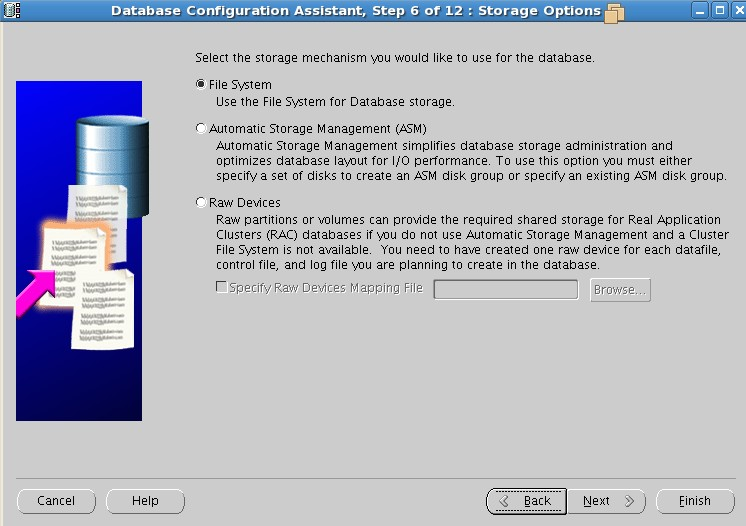 Database Configuration Assistant, Step 6 of 12 : Storage Options
Select the storage mechanism you would like to use for the database.
File System
Use the File System for Database storage.
Automatic Storage Management (ASM)
Automatic Storage Management simplifies database storage administration and
optimizes database layout for I/O performance. To use this option you must either
specify a set of disks to create an ASM disk group or specify an existing ASM disk group.
Raw Devices
Raw partitions or volumes can provide the required shared storage for Real Application
Clusters (RAC) databases if you do not use Automatic Storage Management and a Cluster
File System is not available. You need to have created one raw device for each datafile,
control file, and log file you are planning to create in the database.
Specify Raw Devices Mapping File Browse...
Cancel Help Back Next Finish